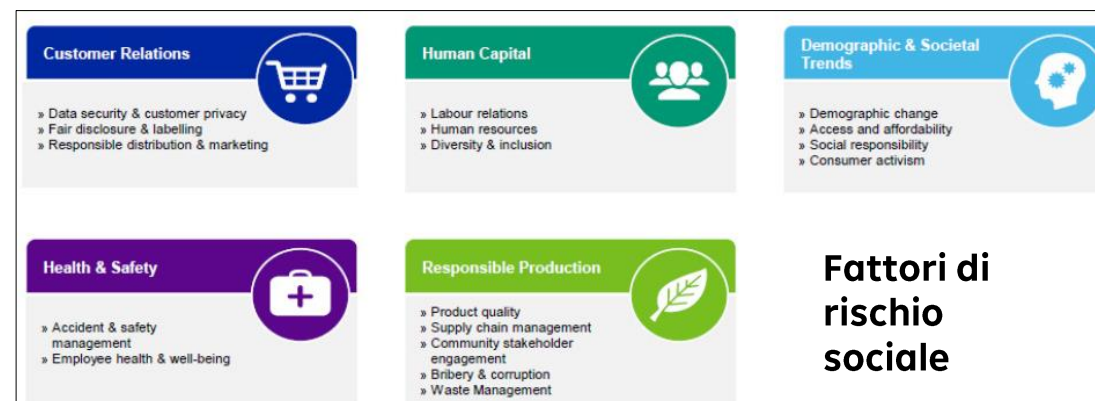 Customer Relations
» Data security & customer privacy
» Fair disclosure & labelling
» Responsible distribution & marketing
Human Capital
» Labour relations
» Human resources
» Diversity & inclusion
Demographic & Societal
Trends
» Demographic change
» Access and affordability
» Social responsibility
» Consumer activism
Health & Safety
» Accident & safety
management
» Employee health & well-being
Responsible Production
» Product quality
» Supply chain management
» Community stakeholder
engagement
» Bribery & corruption
» Waste Management
Fattori di
rischio
sociale